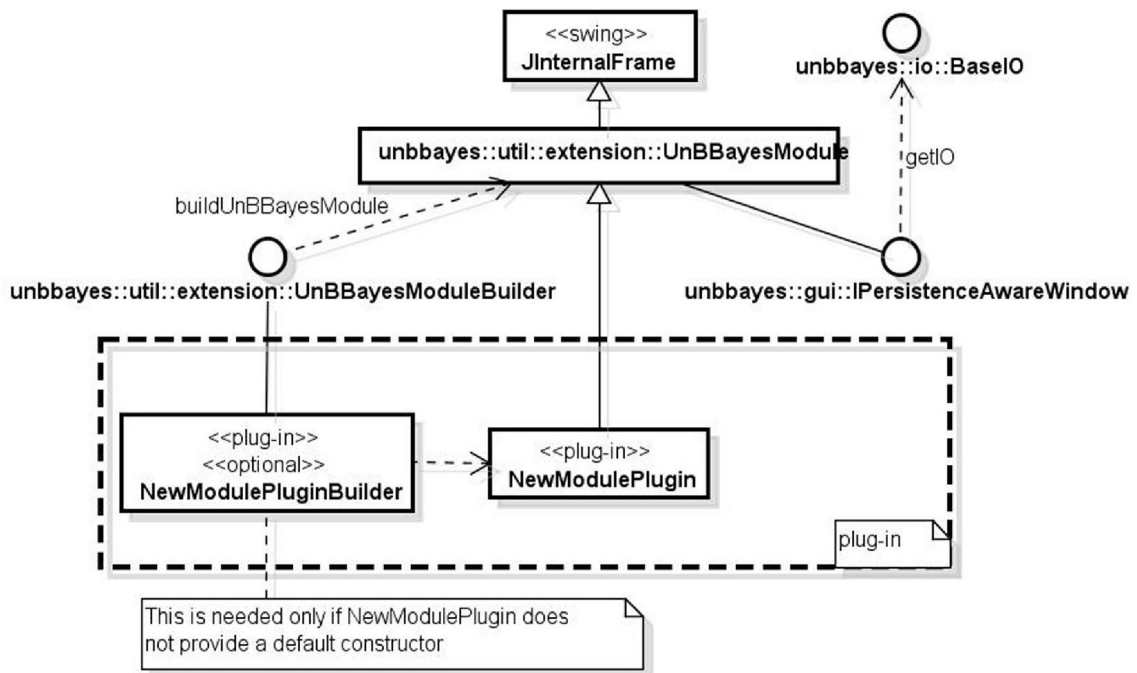 <<swing>>
JInternalFrame
unbbayes::io::BaseIO
unbbayes::util::extension::UnBBayesModule
getIO
buildUnBBayesModule
unbbayes::util::extension::UnBBayesModuleBuilder
unbbayes::gui::IPersistenceAwareWindow
<<plug-in>>
<<optional>>
NewModulePluginBuilder
<<plug-in>>
NewModulePlugin
plug-in
This is needed only if NewModulePlugin does
not provide a default constructor